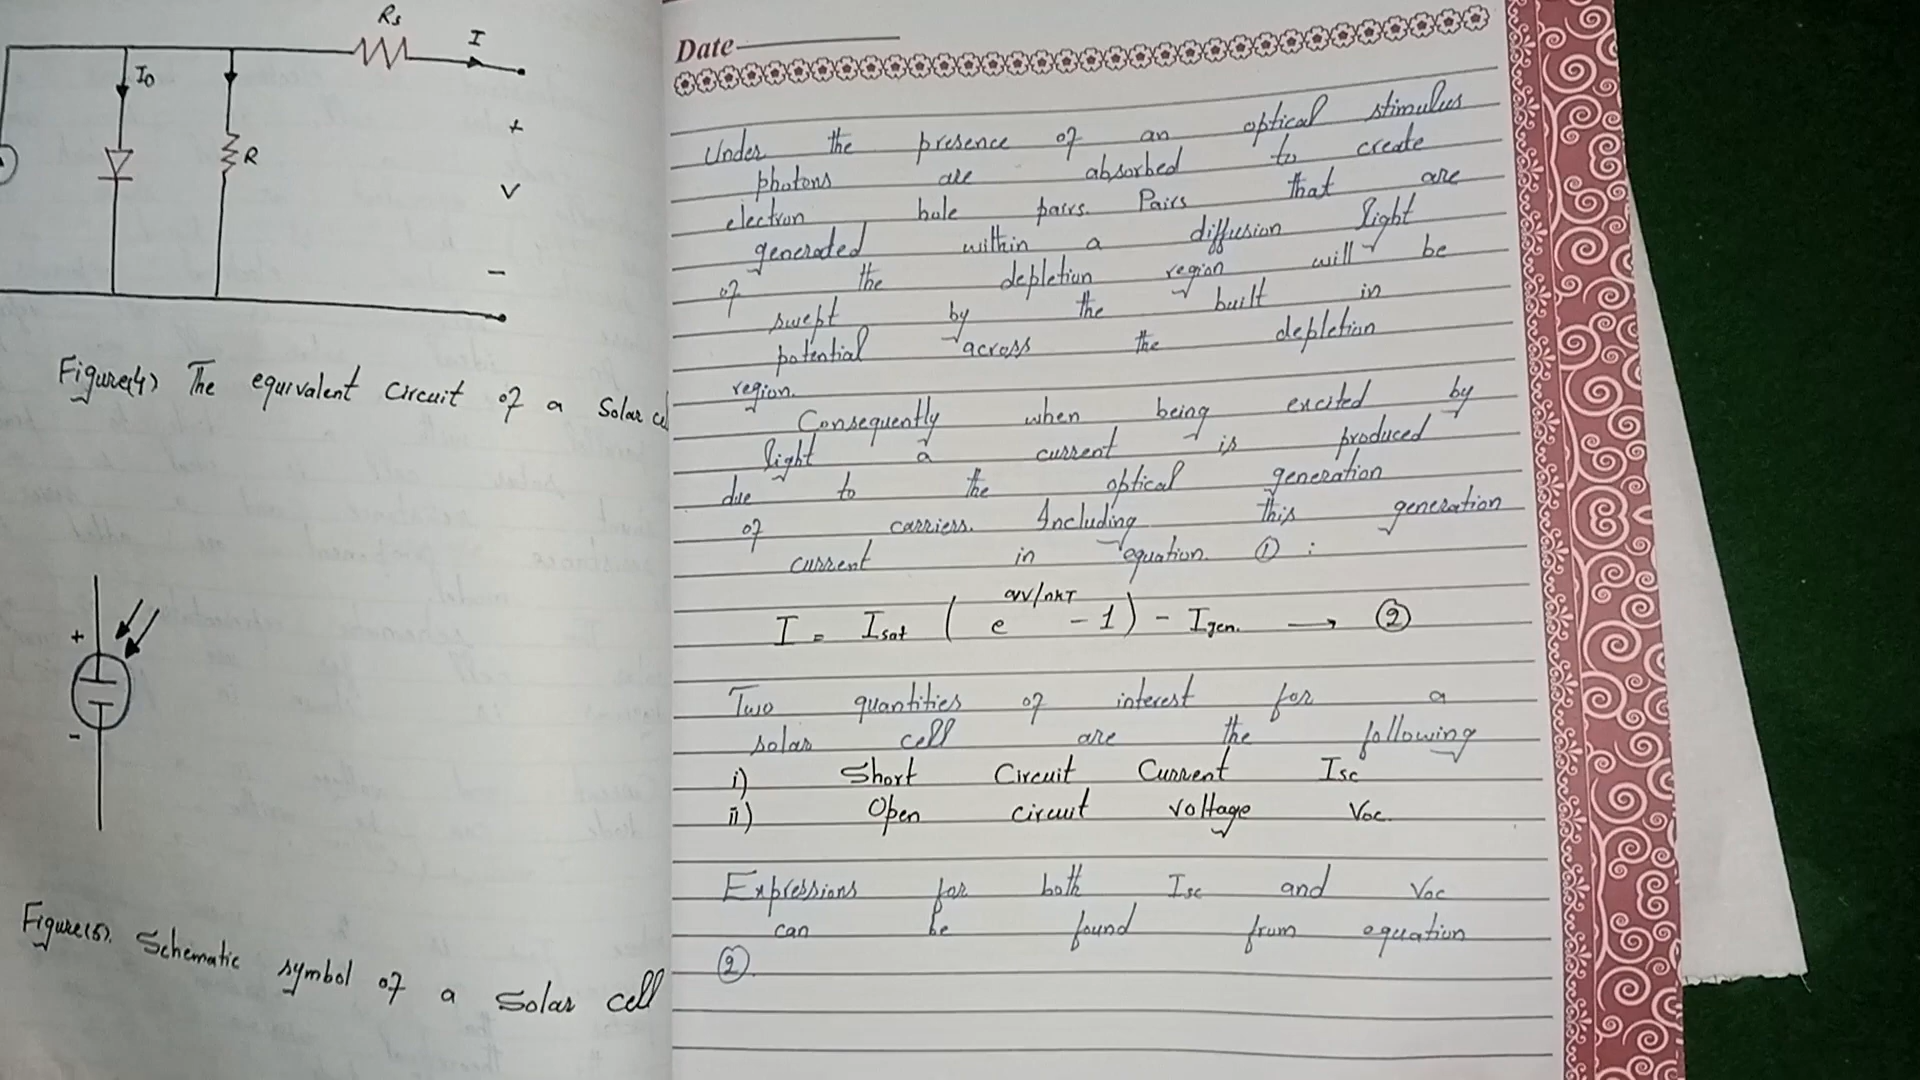 Rs
I
Io
R
+
V
-
Figure(4) The equivalent circuit of a Solar
+
-
Figure(5). Schematic symbol of a Solar cell
Date
Under the presence of an optical stimulus
photons are absorbed to create
electron hole pairs. Pairs that are
generated within a diffusion light
of the depletion region will be
swept by the built in
potential across the depletion
region.
Consequently when being excited by
light a current is produced
due to the optical generation
of carriers. Including this generation
current in equation. ① :
I = Isat ( e^qV/nkT - 1 ) - Igen. → ②
Two quantities of interest for a
solar cell are the following
i) Short Circuit Current Isc
ii) Open circuit voltage Voc.
Expressions for both Isc and Voc
can be found from equation
②.